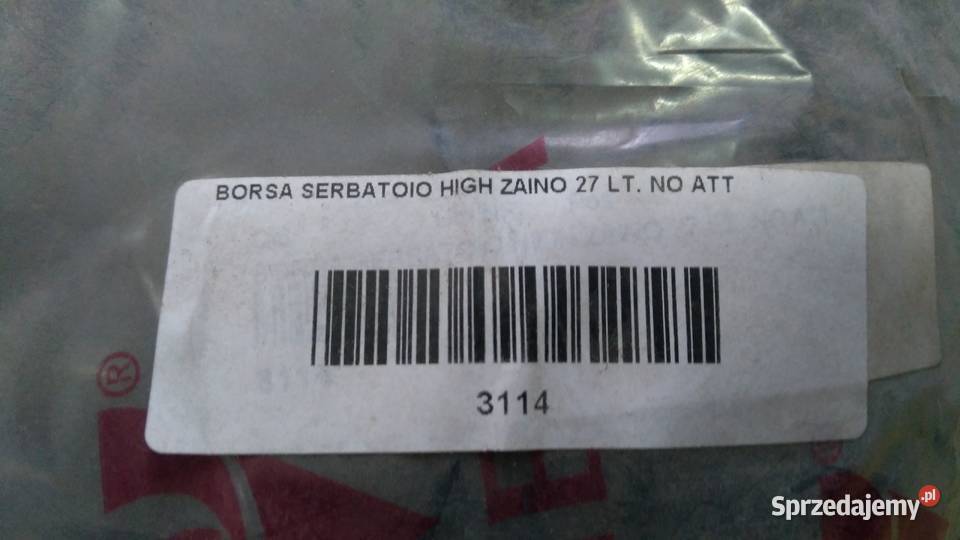 BORSA SERBATOIO HIGH ZAINO 27 LT. NO ATT
3114
®
Sprzedajemy.pl